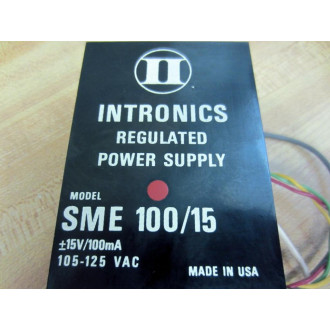 INTRONICS
REGULATED
POWER SUPPLY
MODEL
SME 100/15
±15V/100mA
105-125 VAC
MADE IN USA